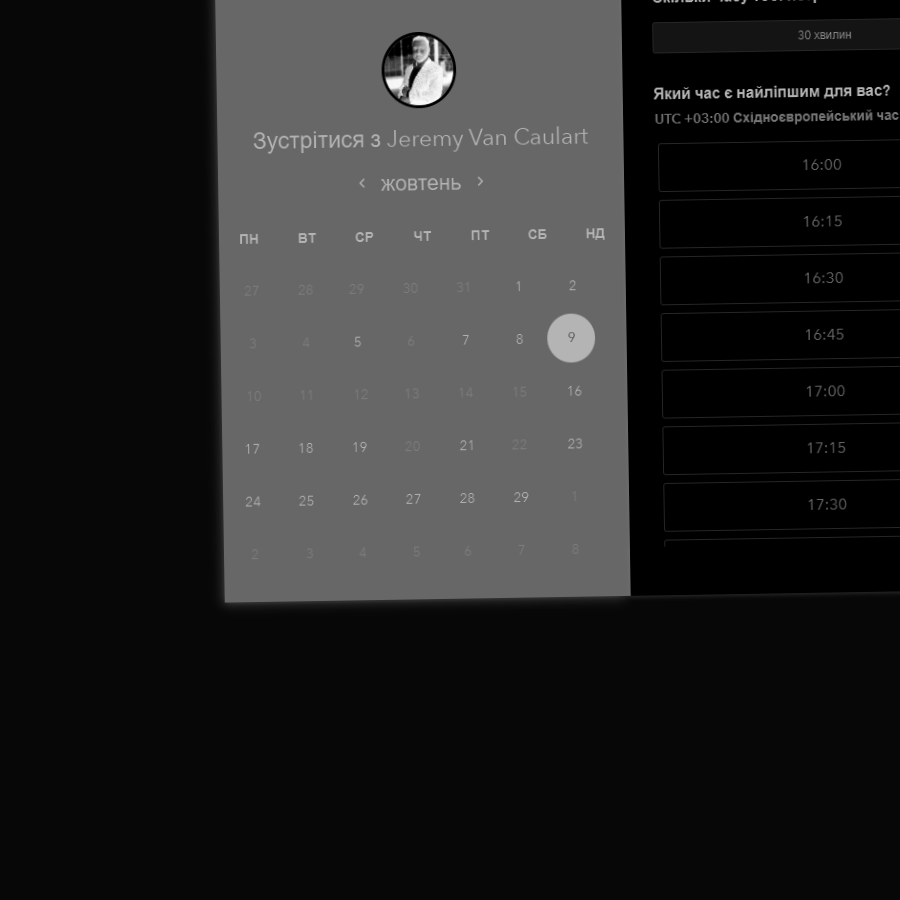 Зустрітися з Jeremy Van Caulart
жовтень
ПН ВТ СР ЧТ ПТ СБ НД
27 28 29 30 31 1 2
3 4 5 6 7 8 9
10 11 12 13 14 15 16
17 18 19 20 21 22 23
24 25 26 27 28 29 1
2 3 4 5 6 7 8
30 хвилин
Який час є найліпшим для вас?
UTC +03:00 Східноєвропейський час
16:00
16:15
16:30
16:45
17:00
17:15
17:30